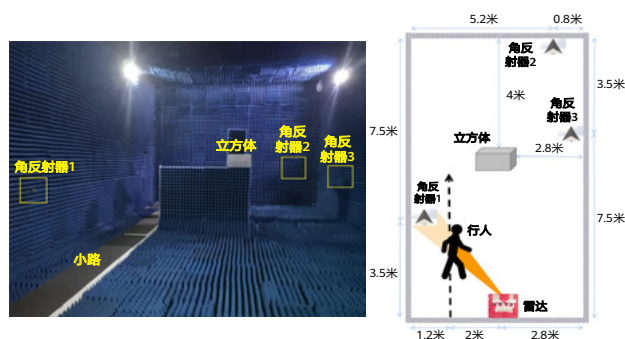 角反射器1
立方体
角反
射器2
角反
射器3
小路
5.2米
0.8米
角反
射器2
3.5米
4米
角反
射器3
7.5米
立方体
2.8米
角反
射器1
行人
7.5米
3.5米
雷达
1.2米
2米
2.8米